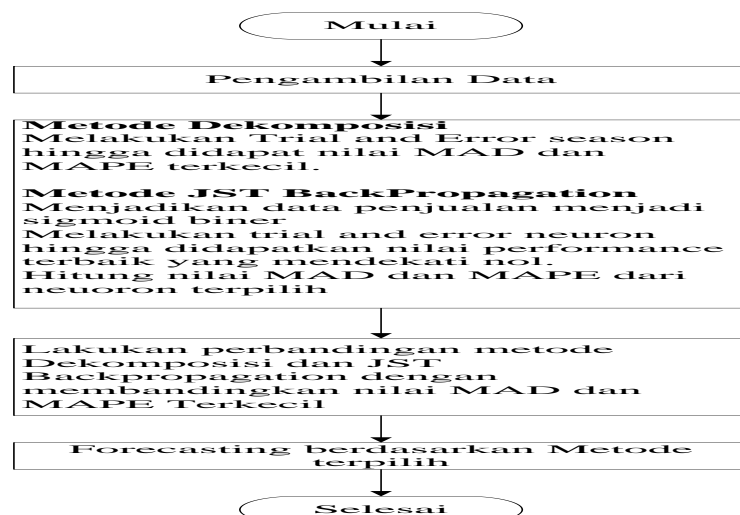 Mulai
Pengambilan Data
Metode Dekomposisi
Melakukan Trial and Error season
hingga didapat nilai MAD dan
MAPE terkecil.
Metode JST BackPropagation
Menjadikan data penjualan menjadi
sigmoid biner
Melakukan trial and error neuron
hingga didapatkan nilai performance
terbaik yang mendekati nol.
Hitung nilai MAD dan MAPE dari
neuoron terpilih
Lakukan perbandingan metode
Dekomposisi dan JST
Backpropagation dengan
membandingkan nilai MAD dan
MAPE Terkecil
Forecasting berdasarkan Metode
terpilih
Selesai